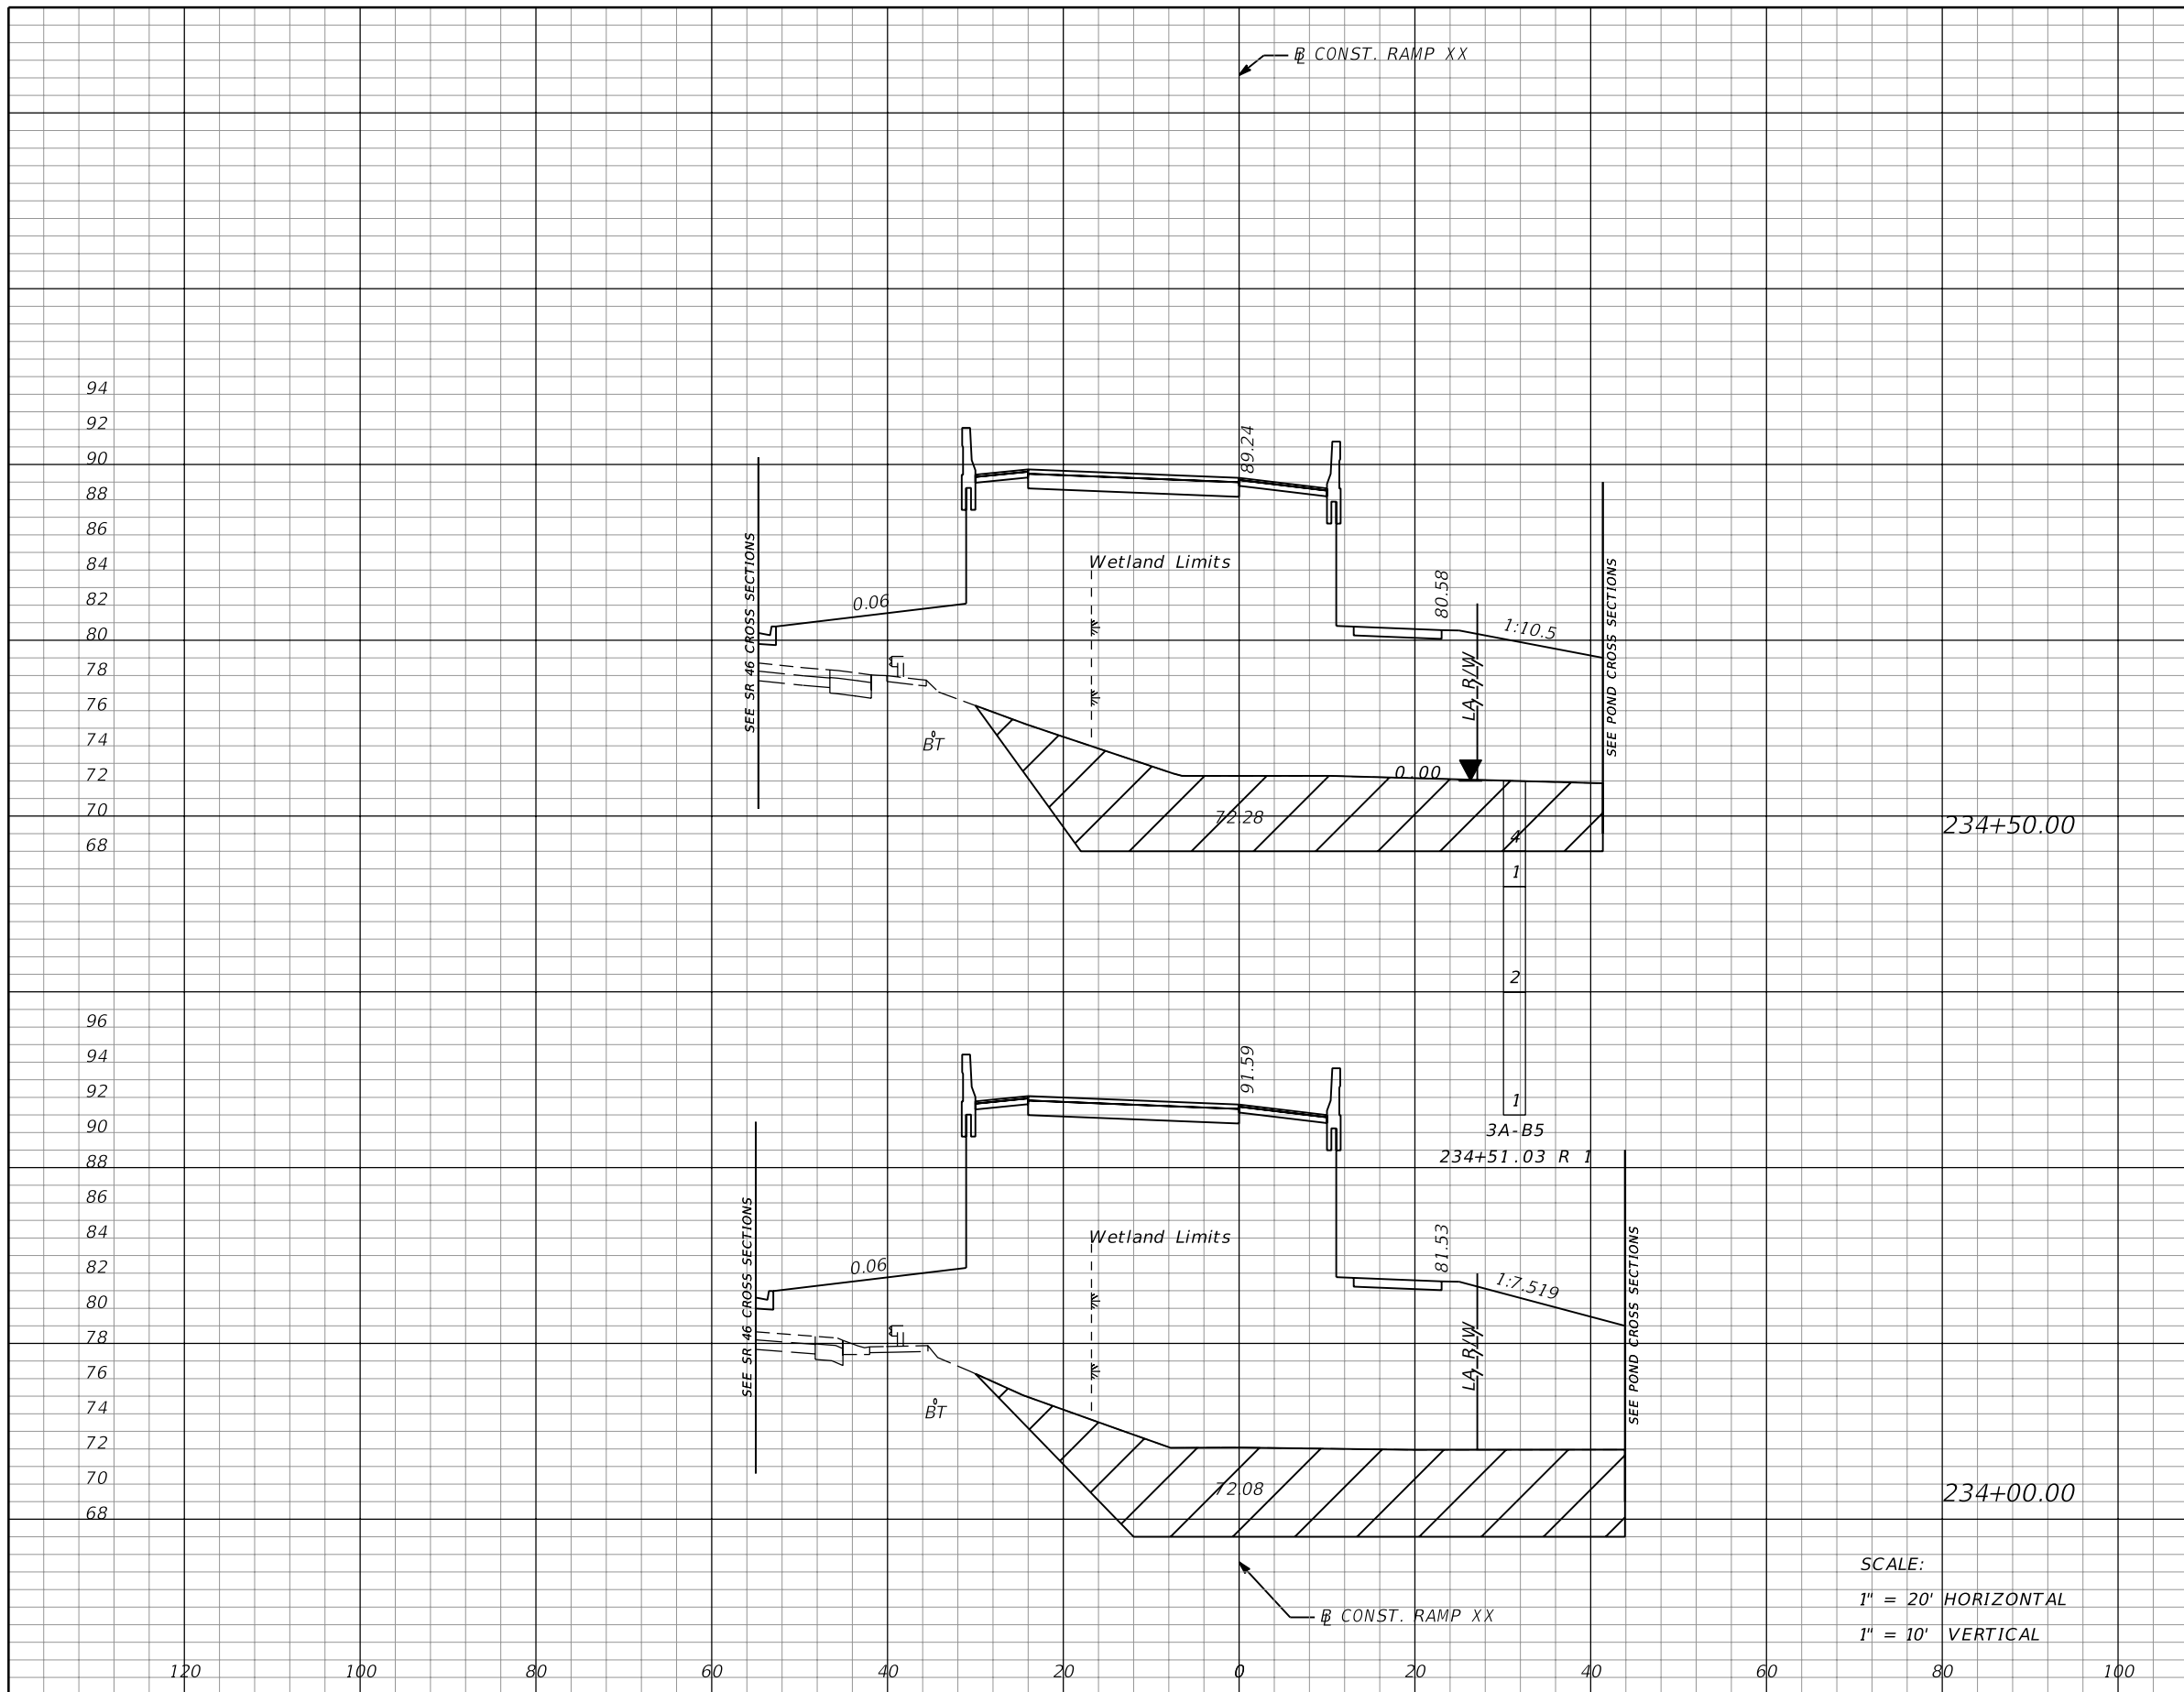 BL CONST. RAMP XX
94
92
90
88
86
84
82
80
78
76
74
72
70
68
89.24
Wetland Limits
0.06
80.58
1:10.5
SEE SR 46 CROSS SECTIONS
SEE POND CROSS SECTIONS
LA R/W
BT
0.00
72.28
234+50.00
4
1
2
1
3A-B5
234+51.03 R 1
96
94
92
90
88
86
84
82
80
78
76
74
72
70
68
91.59
Wetland Limits
0.06
81.53
1:7.519
SEE SR 46 CROSS SECTIONS
SEE POND CROSS SECTIONS
LA R/W
BT
72.08
234+00.00
BL CONST. RAMP XX
SCALE:
1" = 20' HORIZONTAL
1" = 10' VERTICAL
120 100 80 60 40 20 0 20 40 60 80 100